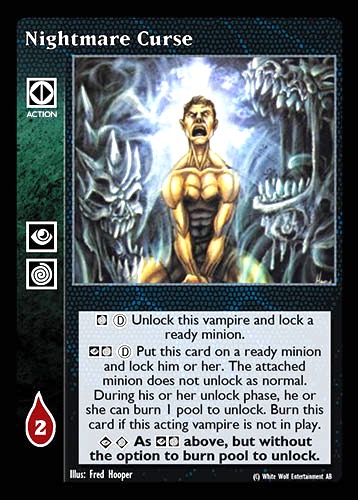 Nightmare Curse
ACTION
Ⓓ Unlock this vampire and lock a
ready minion.
Ⓓ Put this card on a ready minion
and lock him or her. The attached
minion does not unlock as normal.
During his or her unlock phase, he or
she can burn 1 pool to unlock. Burn this
card if this acting vampire is not in play.
As above, but without
the option to burn pool to unlock.
2
Illus: Fred Hooper
(C) White Wolf Entertainment AB